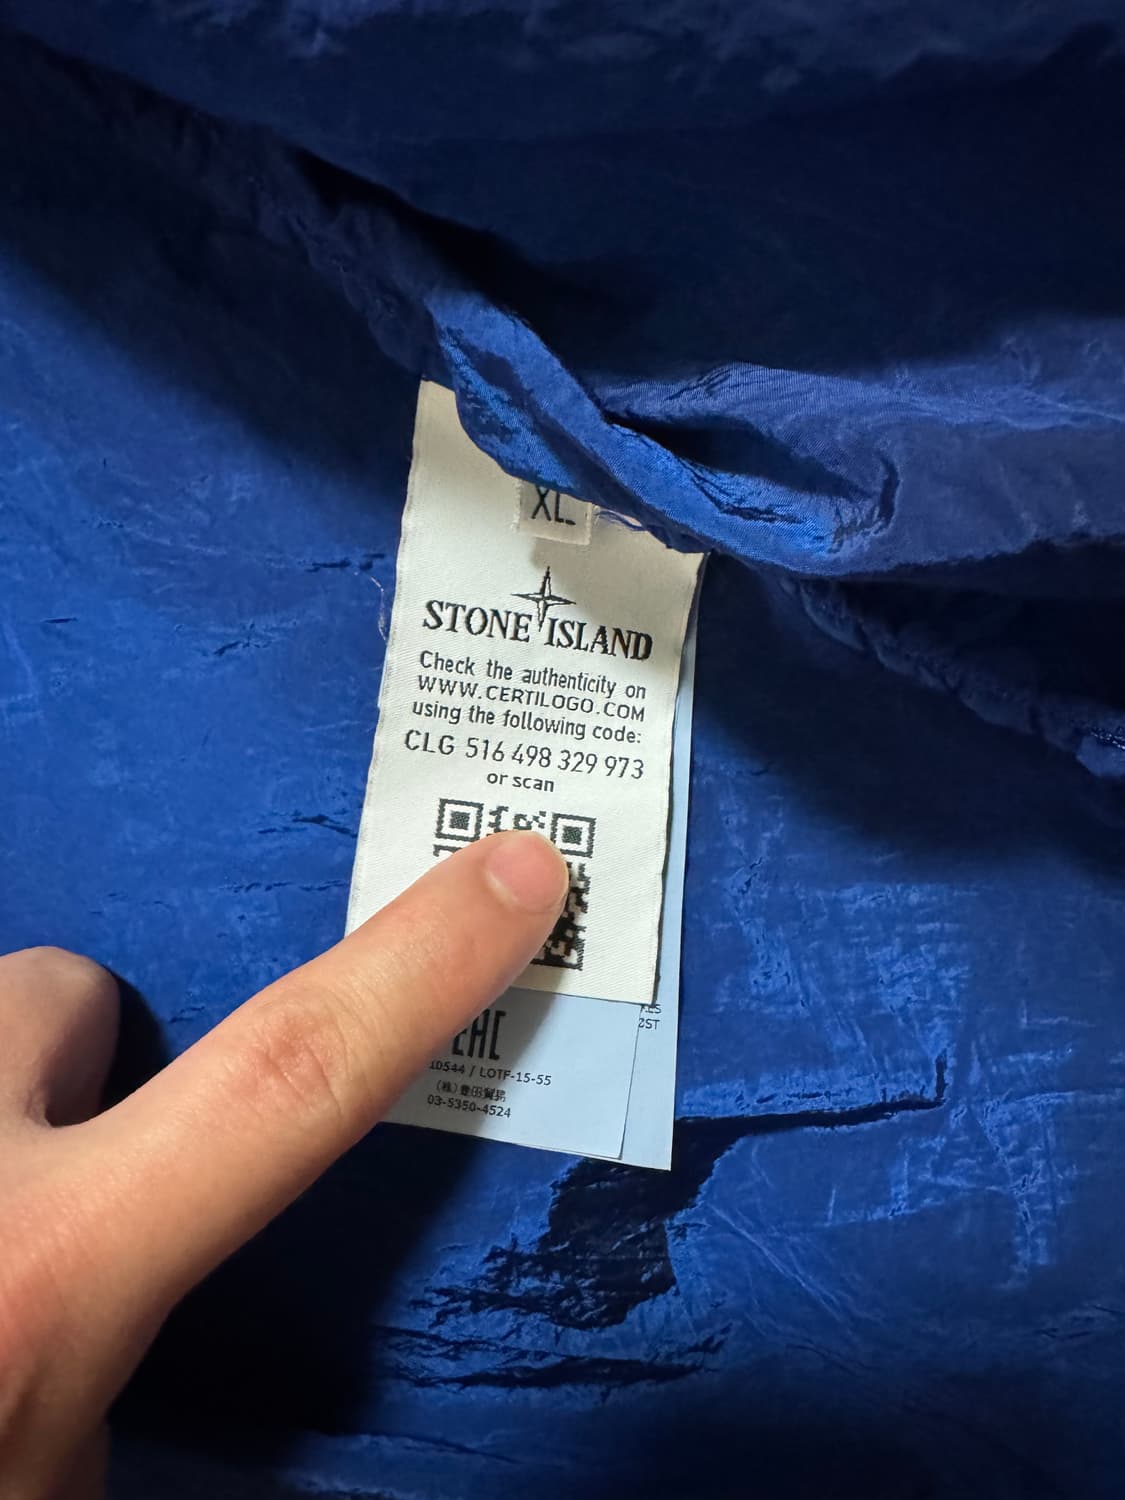 XL
STONE ISLAND
Check the authenticity on
WWW.CERTILOGO.COM
using the following code:
CLG 516 498 329 973
or scan
EAC
10544 / LOTF-15-55
(株)豊田貿易
03-5350-4524